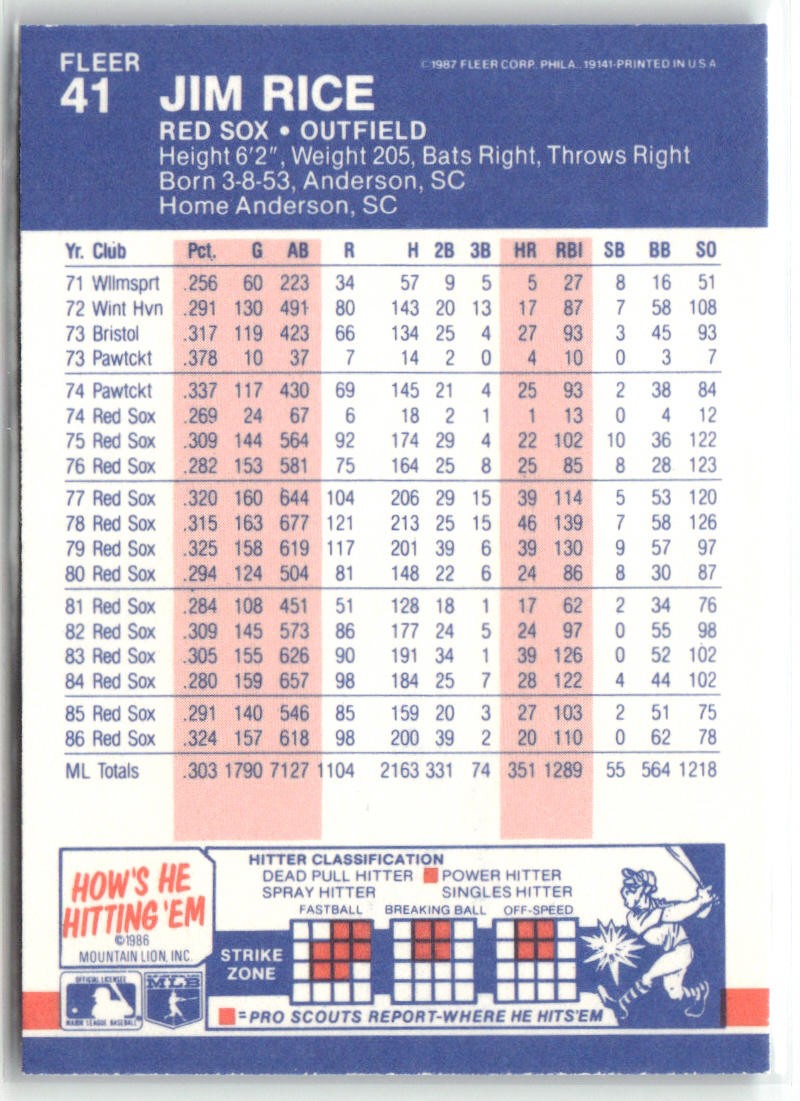 FLEER
41 JIM RICE
©1987 FLEER CORP. PHILA., 19141-PRINTED IN U.S.A.
RED SOX • OUTFIELD
Height 6'2", Weight 205, Bats Right, Throws Right
Born 3-8-53, Anderson, SC
Home Anderson, SC
Yr. Club Pct. G AB R H 2B 3B HR RBI SB BB SO
71 Wllmsprt .256 60 223 34 57 9 5 5 27 8 16 51
72 Wint Hvn .291 130 491 80 143 20 13 17 87 7 58 108
73 Bristol .317 119 423 66 134 25 4 27 93 3 45 93
73 Pawtckt .378 10 37 7 14 2 0 4 10 0 3 7
74 Pawtckt .337 117 430 69 145 21 4 25 93 2 38 84
74 Red Sox .269 24 67 6 18 2 1 1 13 0 4 12
75 Red Sox .309 144 564 92 174 29 4 22 102 10 36 122
76 Red Sox .282 153 581 75 164 25 8 25 85 8 28 123
77 Red Sox .320 160 644 104 206 29 15 39 114 5 53 120
78 Red Sox .315 163 677 121 213 25 15 46 139 7 58 126
79 Red Sox .325 158 619 117 201 39 6 39 130 9 57 97
80 Red Sox .294 124 504 81 148 22 6 24 86 8 30 87
81 Red Sox .284 108 451 51 128 18 1 17 62 2 34 76
82 Red Sox .309 145 573 86 177 24 5 24 97 0 55 98
83 Red Sox .305 155 626 90 191 34 1 39 126 0 52 102
84 Red Sox .280 159 657 98 184 25 7 28 122 4 44 102
85 Red Sox .291 140 546 85 159 20 3 27 103 2 51 75
86 Red Sox .324 157 618 98 200 39 2 20 110 0 62 78
ML Totals .303 1790 7127 1104 2163 331 74 351 1289 55 564 1218
HOW'S HE
HITTING 'EM
©1986
MOUNTAIN LION, INC.
HITTER CLASSIFICATION
DEAD PULL HITTER POWER HITTER
SPRAY HITTER SINGLES HITTER
FASTBALL BREAKING BALL OFF-SPEED
STRIKE
ZONE
=PRO SCOUTS REPORT-WHERE HE HITS'EM
OFFICIAL LICENSEE
MAJOR LEAGUE BASEBALL
MLB